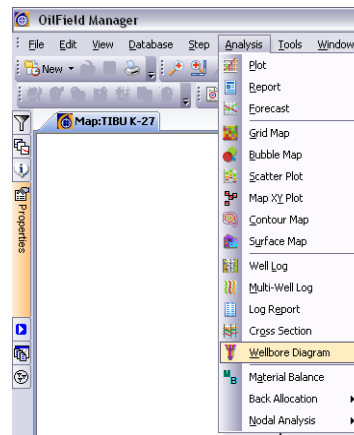 OilField Manager
File Edit View Database Step Analysis Tools Window
New
Map:TIBU K-27
Properties
Plot
Report
Forecast
Grid Map
Bubble Map
Scatter Plot
Map XY Plot
Contour Map
Surface Map
Well Log
Multi-Well Log
Log Report
Cross Section
Wellbore Diagram
Material Balance
Back Allocation
Nodal Analysis